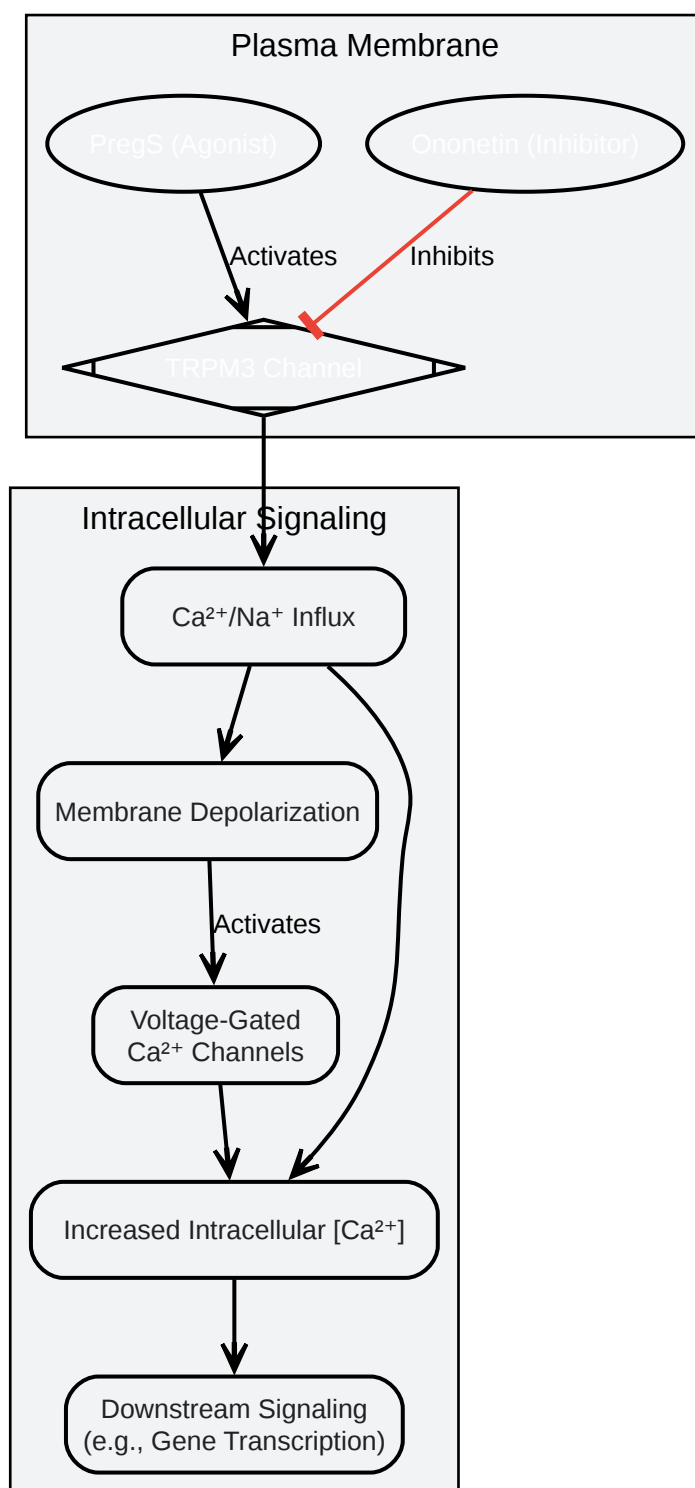 Plasma Membrane
PregS (Agonist)
Ononetin (Inhibitor)
Activates
Inhibits
TRPM3 Channel
Intracellular Signaling
Ca²⁺/Na⁺ Influx
Membrane Depolarization
Activates
Voltage-Gated
Ca²⁺ Channels
Increased Intracellular [Ca²⁺]
Downstream Signaling
(e.g., Gene Transcription)